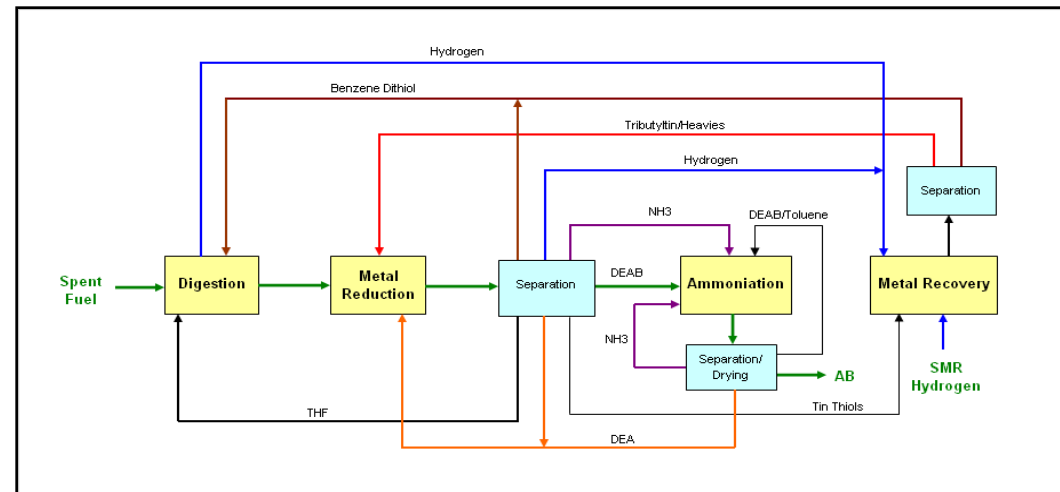 Hydrogen
Benzene Dithiol
Tributyltin/Heavies
Hydrogen
Separation
NH3
DEAB/Toluene
Spent
Fuel
Digestion
Metal
Reduction
Separation
DEAB
Ammoniation
Metal Recovery
NH3
Separation/
Drying
AB
SMR
Hydrogen
THF
Tin Thiols
DEA